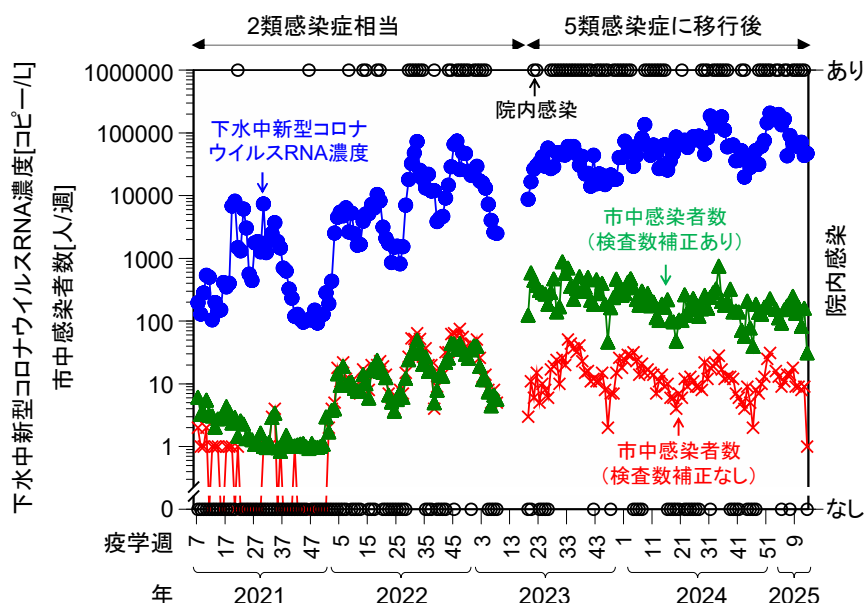 2類感染症相当
5類感染症に移行後
下水中新型コロナウイルスRNA濃度[コピー/L]
市中感染者数[人/週]
1000000
100000
10000
1000
100
10
1
0
あり
院内感染
なし
院内感染
下水中新型コロナ
ウイルスRNA濃度
市中感染者数
(検査数補正あり)
市中感染者数
(検査数補正なし)
疫学週
7 17 27 37 47 5 15 25 35 45 3 13 23 33 43 1 11 21 31 41 51 9
年
2021 2022 2023 2024 2025